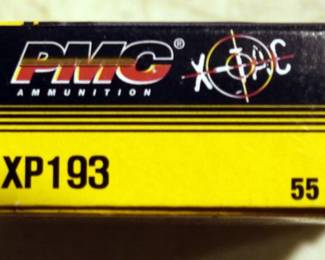 PMC® X-TAC
AMMUNITION
XP193
55